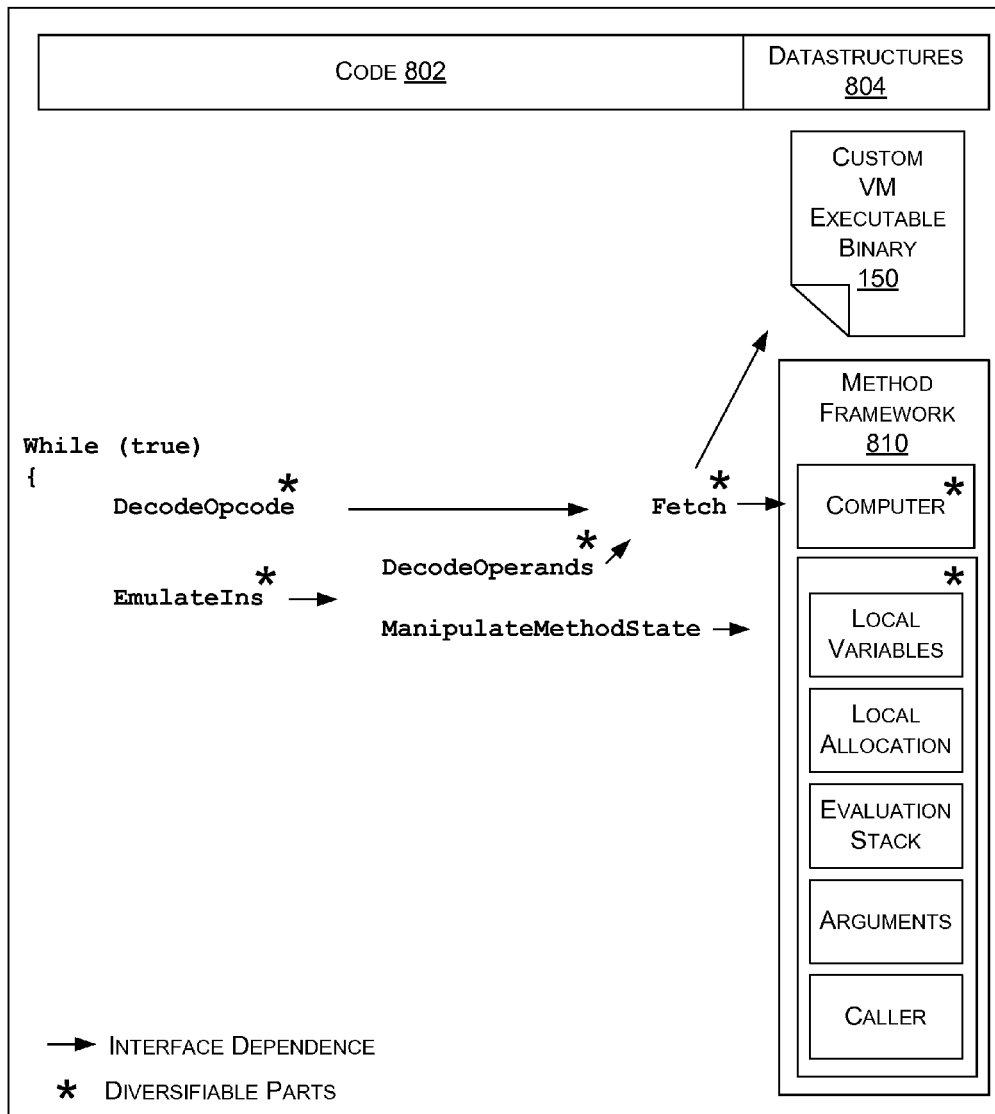 CODE 802
DATASTRUCTURES
804
CUSTOM
VM
EXECUTABLE
BINARY
150
METHOD
FRAMEWORK
810
While (true)
{
DecodeOpcode*
Fetch*
COMPUTER*
DecodeOperands*
EmulateIns*
*
ManipulateMethodState
LOCAL
VARIABLES
LOCAL
ALLOCATION
EVALUATION
STACK
ARGUMENTS
CALLER
INTERFACE DEPENDENCE
* DIVERSIFIABLE PARTS